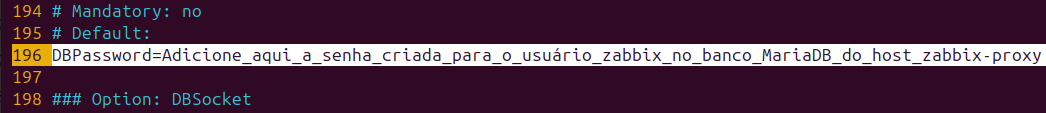 194 # Mandatory: no
195 # Default:
196 DBPassword=Adicione_aqui_a_senha_criada_para_o_usuário_zabbix_no_banco_MariaDB_do_host_zabbix-proxy
197
198 ### Option: DBSocket